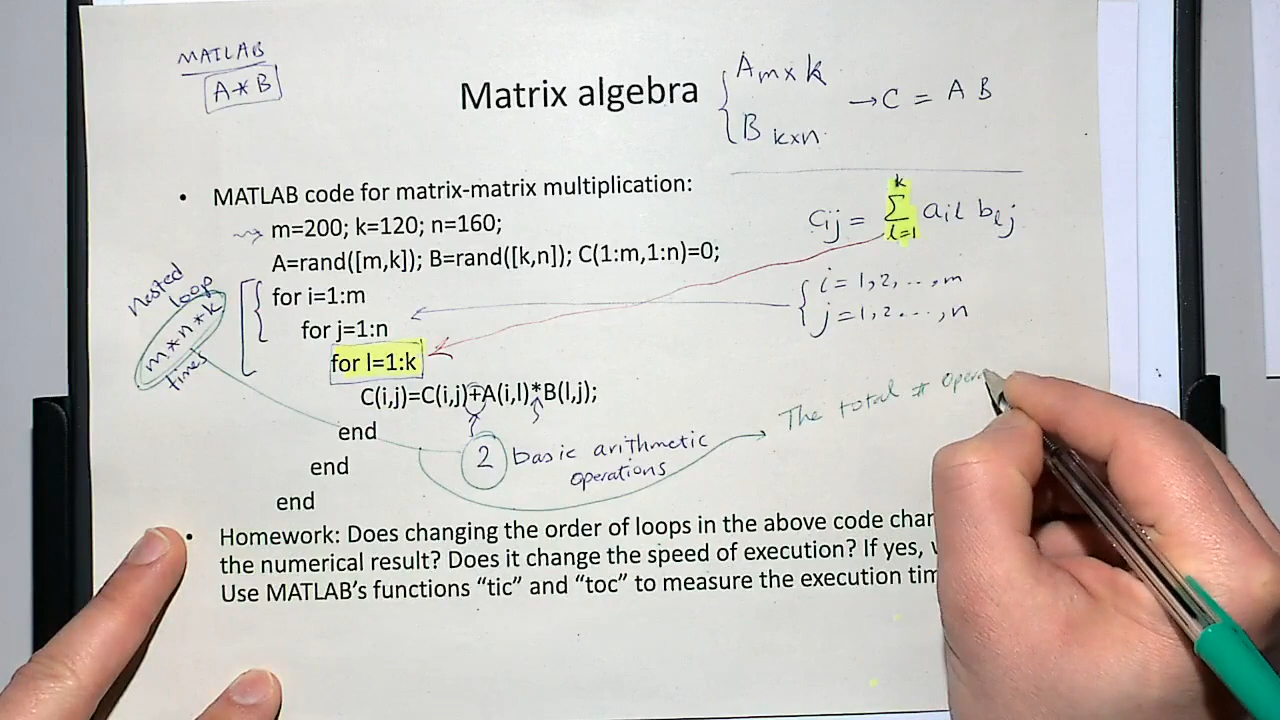 MATLAB
A*B
Matrix algebra
A m×k
B k×n
→ C = A B
• MATLAB code for matrix-matrix multiplication:
m=200; k=120; n=160;
A=rand([m,k]); B=rand([k,n]); C(1:m,1:n)=0;
Cij = k Σ l=1 ail blj
nested loop
m*n*k
times
for i=1:m
for j=1:n
for l=1:k
i = 1,2,..,m
j = 1,2...,n
C(i,j)=C(i,j)+A(i,l)*B(l,j);
end
end
end
2 basic arithmetic
operations
The total # opera
• Homework: Does changing the order of loops in the above code chan
the numerical result? Does it change the speed of execution? If yes,
Use MATLAB's functions "tic" and "toc" to measure the execution tim